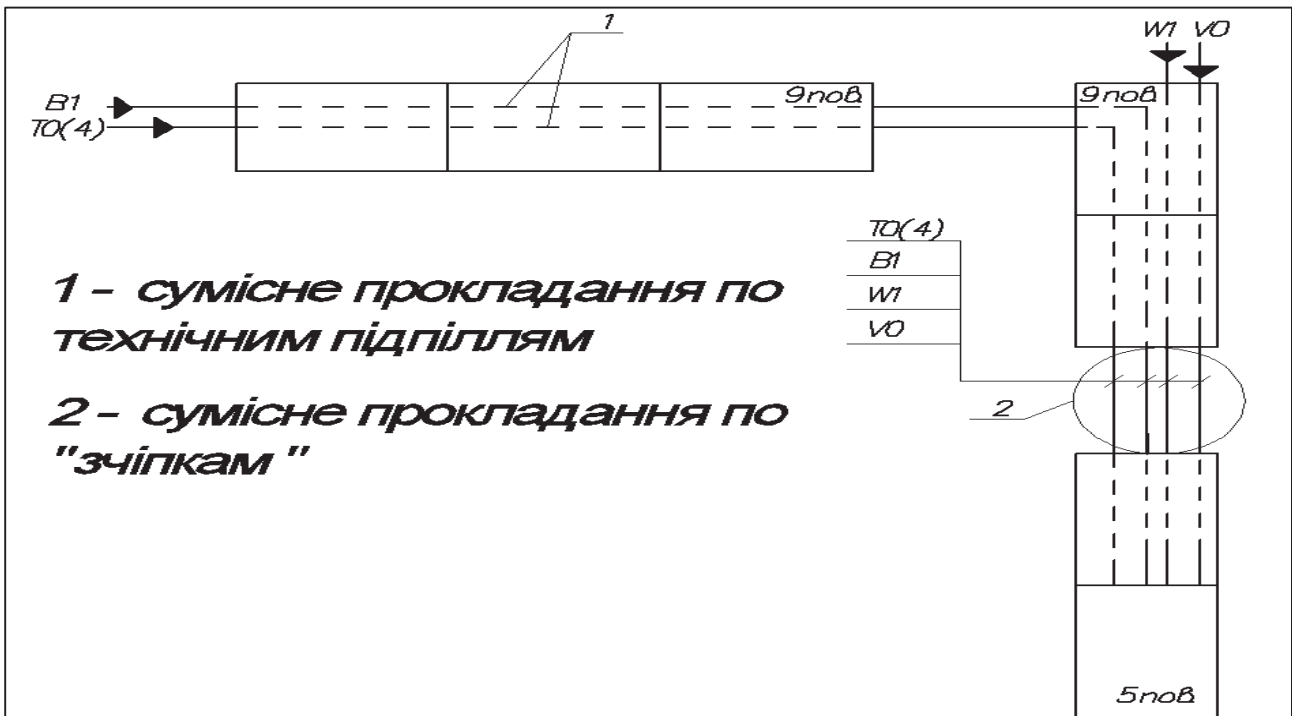 1
W1 V0
B1
T0(4)
9пов
9пов
T0(4)
B1
W1
V0
1 - сумісне прокладання по
технічним підпіллям
2
2 - сумісне прокладання по
"зчіпкам "
5пов